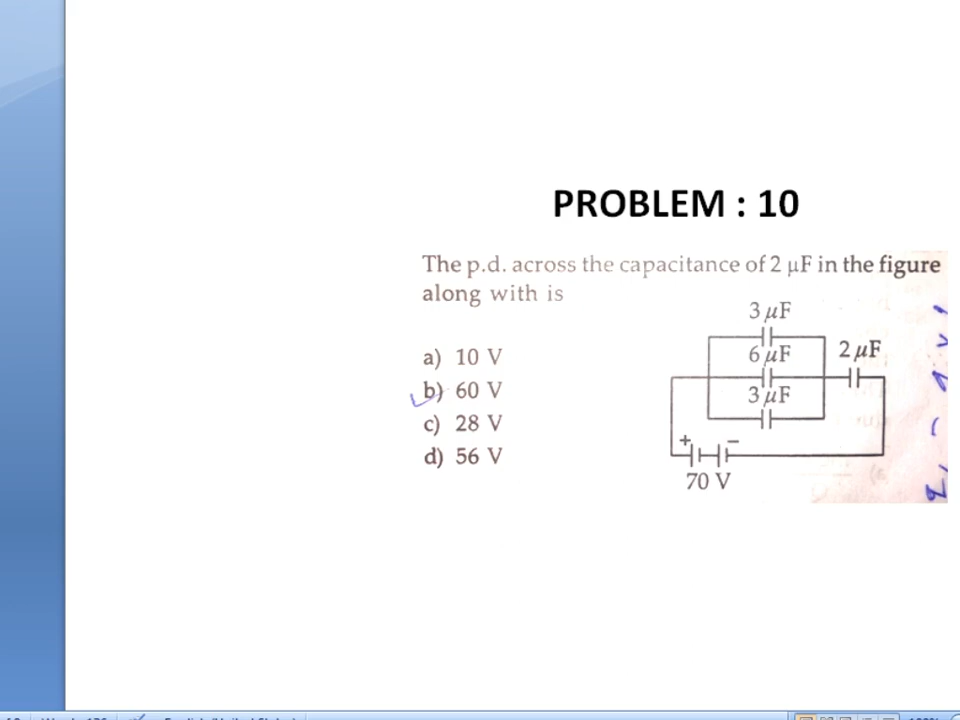 PROBLEM : 10
The p.d. across the capacitance of 2 μF in the figure
along with is
a) 10 V
b) 60 V
c) 28 V
d) 56 V
3 μF
6 μF
2 μF
3 μF
+ −
70 V